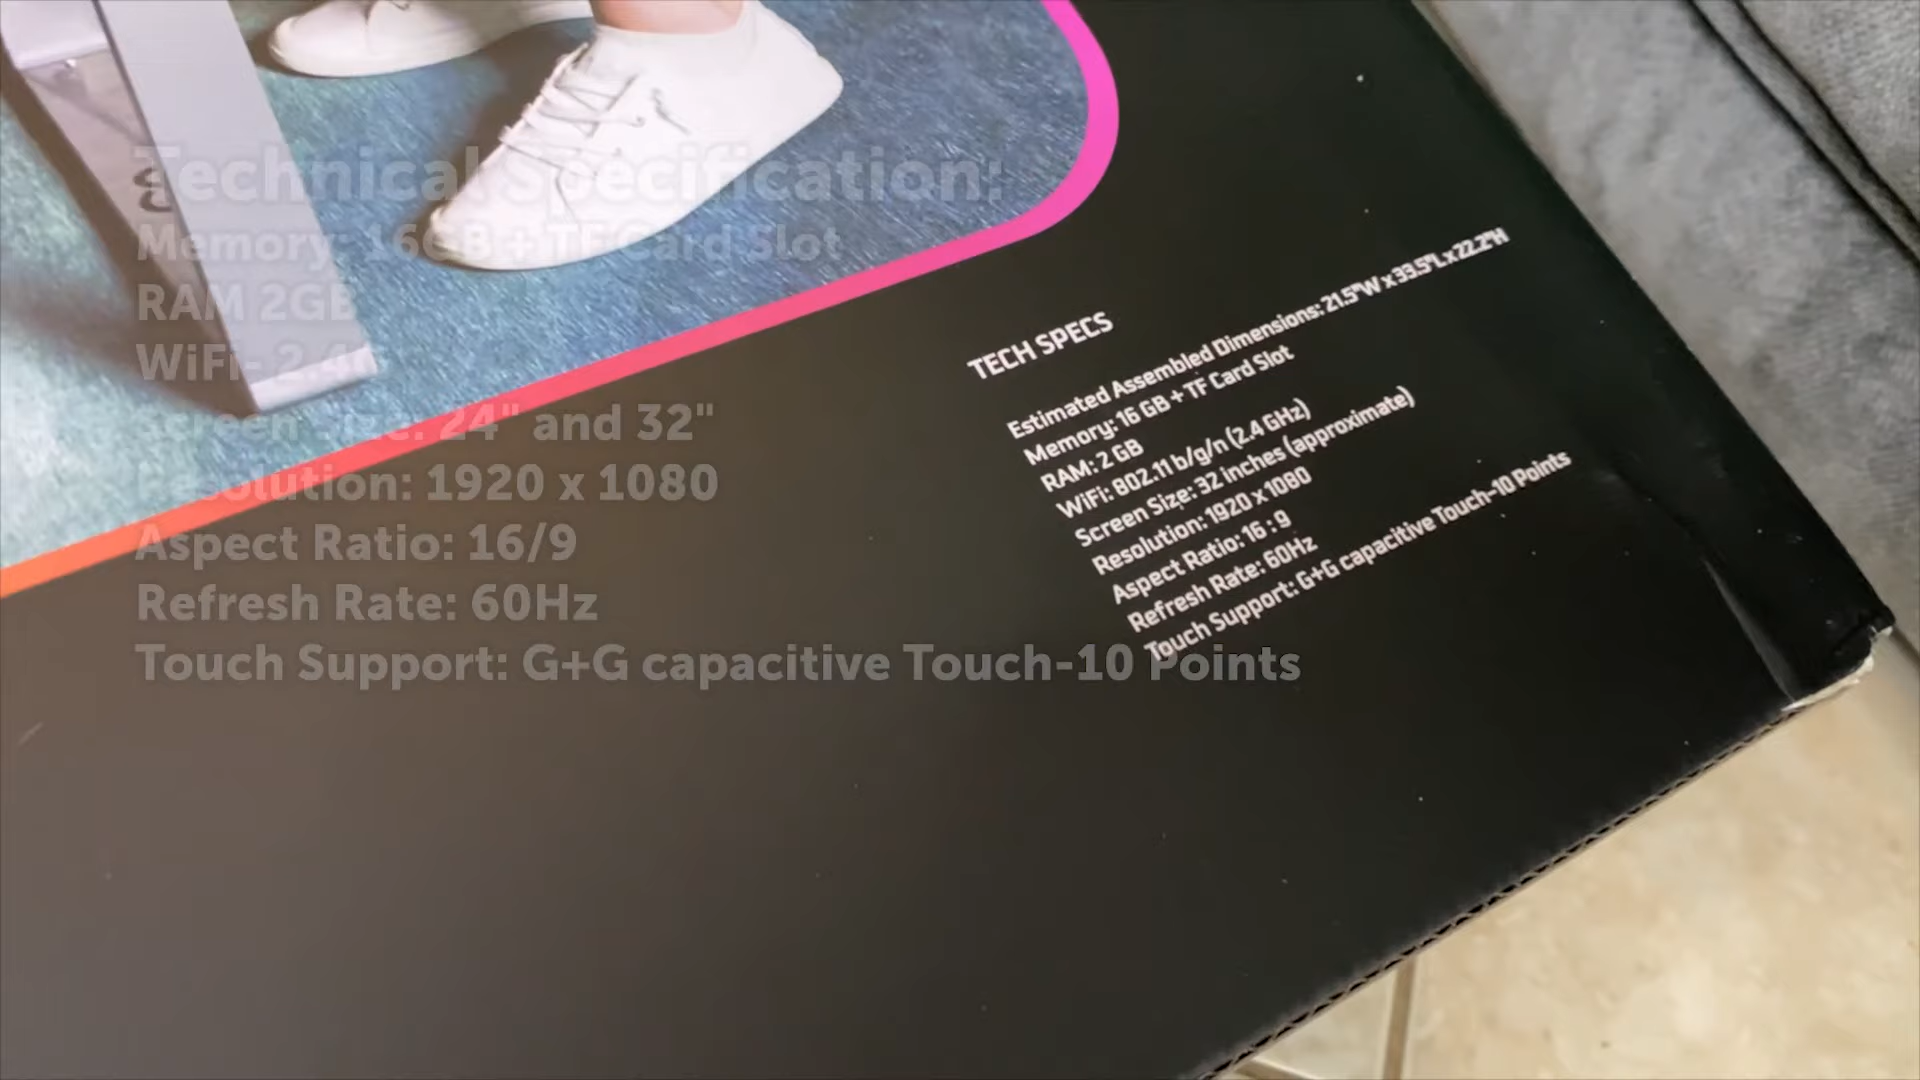 Technical Specification:
Memory: 16GB + TF Card Slot
RAM 2GB
WiFi- 2.4G
Screen Size: 24" and 32"
Resolution: 1920 x 1080
Aspect Ratio: 16/9
Refresh Rate: 60Hz
Touch Support: G+G capacitive Touch-10 Points
TECH SPECS
Estimated Assembled Dimensions: 21.5"W x 33.5"L x 22.2"H
Memory: 16 GB + TF Card Slot
RAM: 2 GB
WiFi: 802.11 b/g/n (2.4 GHz)
Screen Size: 32 inches (approximate)
Resolution: 1920 x 1080
Aspect Ratio: 16 : 9
Refresh Rate: 60Hz
Touch Support: G+G capacitive Touch-10 Points